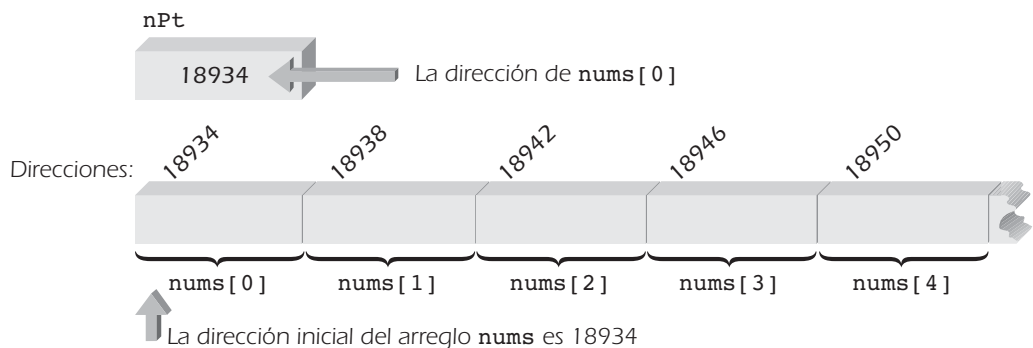 nPt
18934 La dirección de nums[0]
Direcciones: 18934 18938 18942 18946 18950
nums[0] nums[1] nums[2] nums[3] nums[4]
La dirección inicial del arreglo nums es 18934